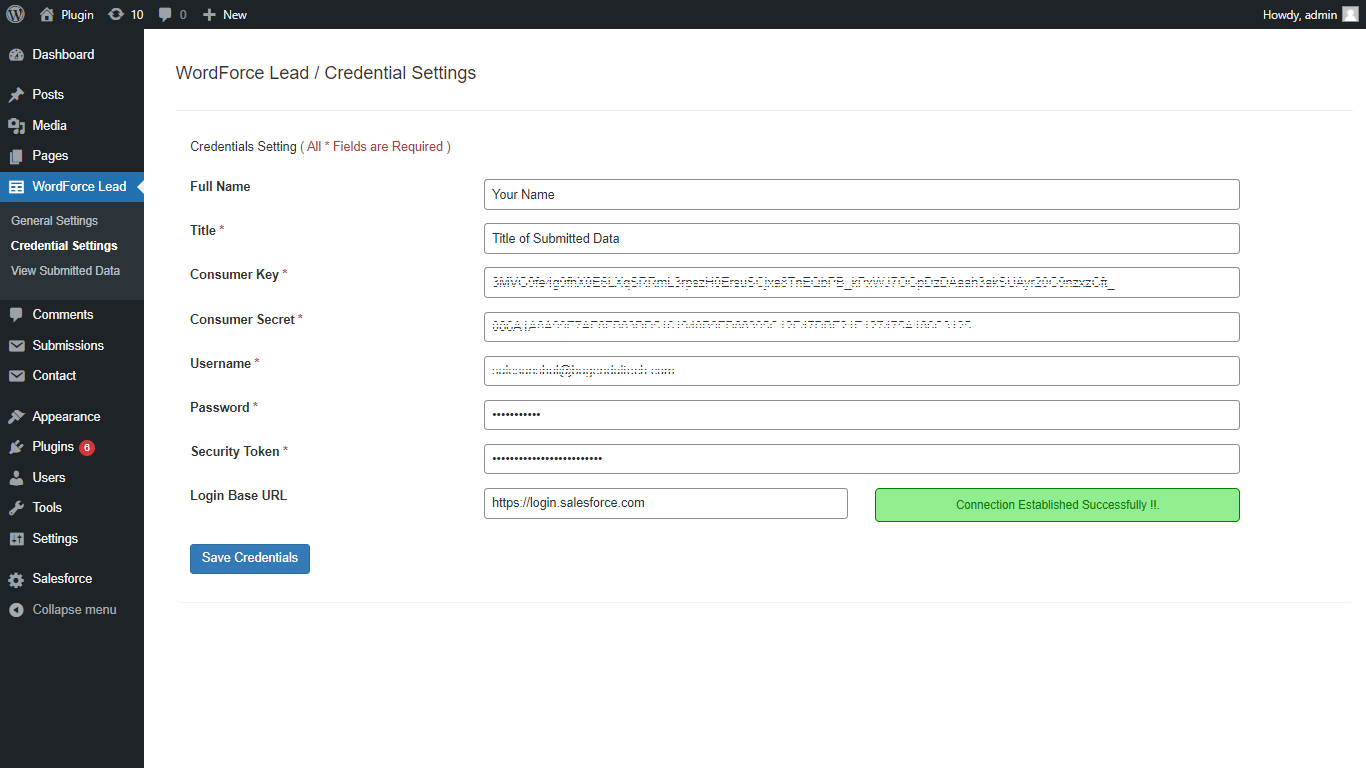 Plugin 10 0 New Howdy, admin
Dashboard
Posts
Media
Pages
WordForce Lead
General Settings
Credential Settings
View Submitted Data
Comments
Submissions
Contact
Appearance
Plugins 6
Users
Tools
Settings
Salesforce
Collapse menu
WordForce Lead / Credential Settings
Credentials Setting ( All * Fields are Required )
Full Name Your Name
Title * Title of Submitted Data
Consumer Key *
Consumer Secret *
Username *
Password * •••••••••••
Security Token * •••••••••••••••••••••••••
Login Base URL https://login.salesforce.com Connection Established Successfully !!.
Save Credentials